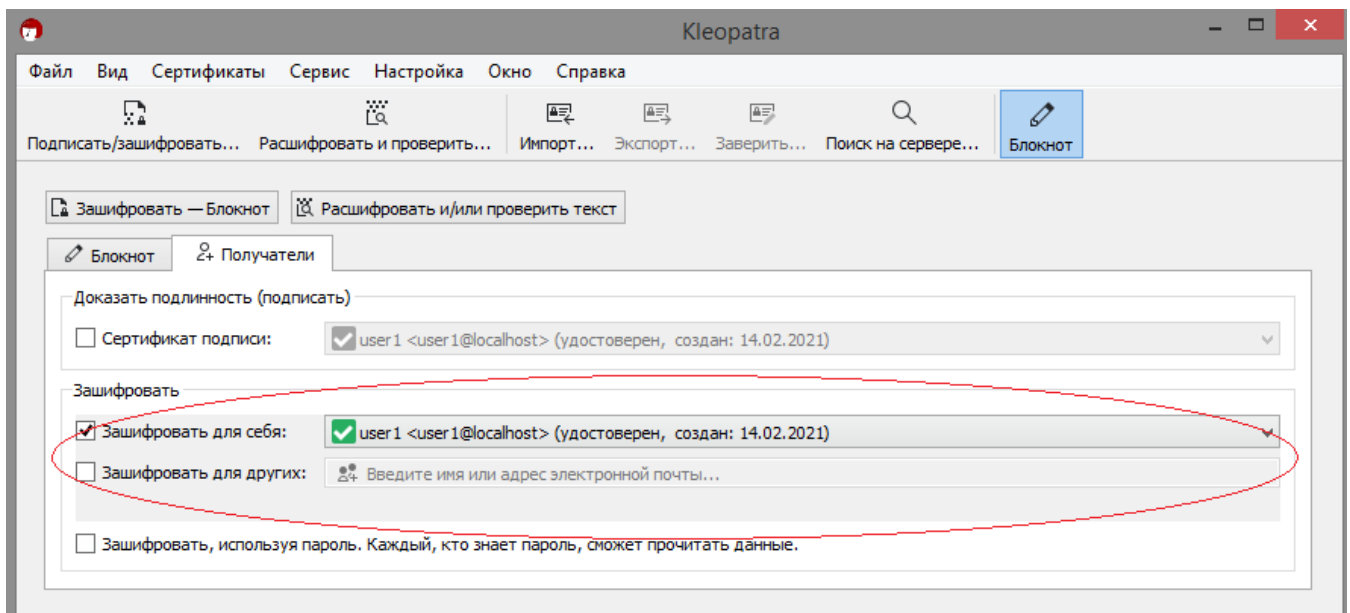 Kleopatra
Файл Вид Сертификаты Сервис Настройка Окно Справка
Подписать/зашифровать... Расшифровать и проверить... Импорт... Экспорт... Заверить... Поиск на сервере... Блокнот
Зашифровать — Блокнот Расшифровать и/или проверить текст
Блокнот Получатели
Доказать подлинность (подписать)
Сертификат подписи: user1 <user1@localhost> (удостоверен, создан: 14.02.2021)
Зашифровать
Зашифровать для себя: user1 <user1@localhost> (удостоверен, создан: 14.02.2021)
Зашифровать для других: Введите имя или адрес электронной почты...
Зашифровать, используя пароль. Каждый, кто знает пароль, сможет прочитать данные.